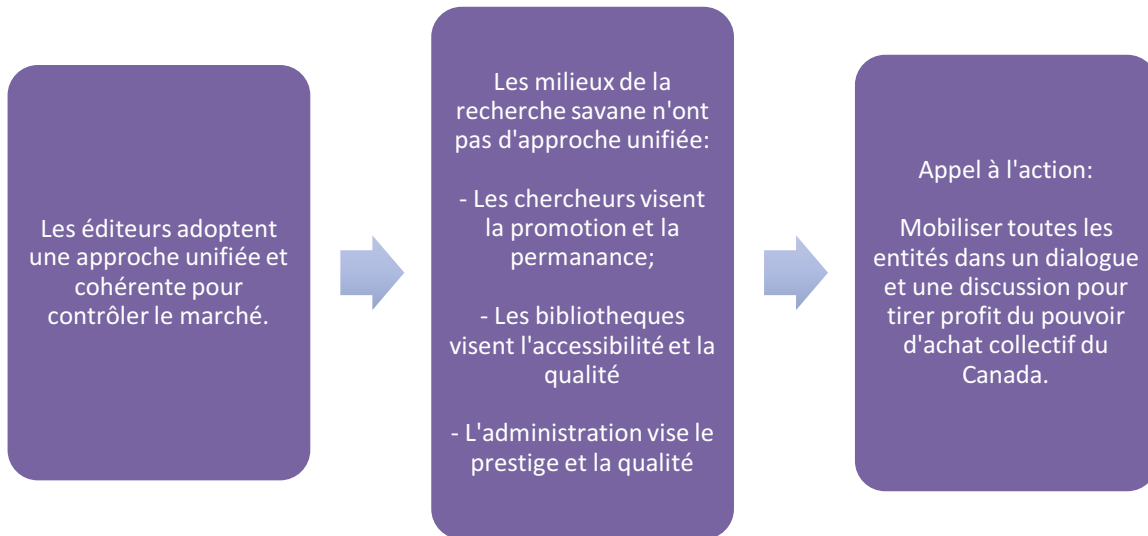 Les éditeurs adoptent
une approche unifiée et
cohérente pour
contrôler le marché.
Les milieux de la
recherche savane n'ont
pas d'approche unifiée:
- Les chercheurs visent
la promotion et la
permanance;
- Les bibliotheques
visent l'accessibilité et la
qualité
- L'administration vise le
prestige et la qualité
Appel à l'action:
Mobiliser toutes les
entités dans un dialogue
et une discussion pour
tirer profit du pouvoir
d'achat collectif du
Canada.